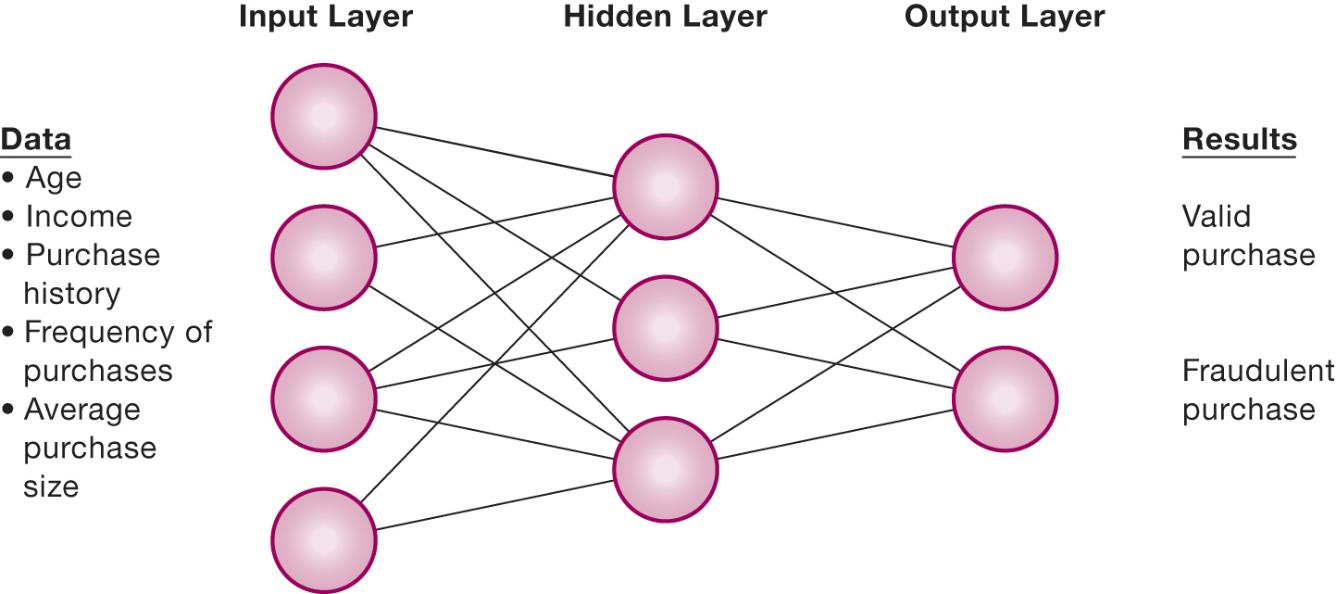 Input Layer
Hidden Layer
Output Layer
Data
• Age
• Income
• Purchase
history
• Frequency of
purchases
• Average
purchase
size
Results
Valid
purchase
Fraudulent
purchase